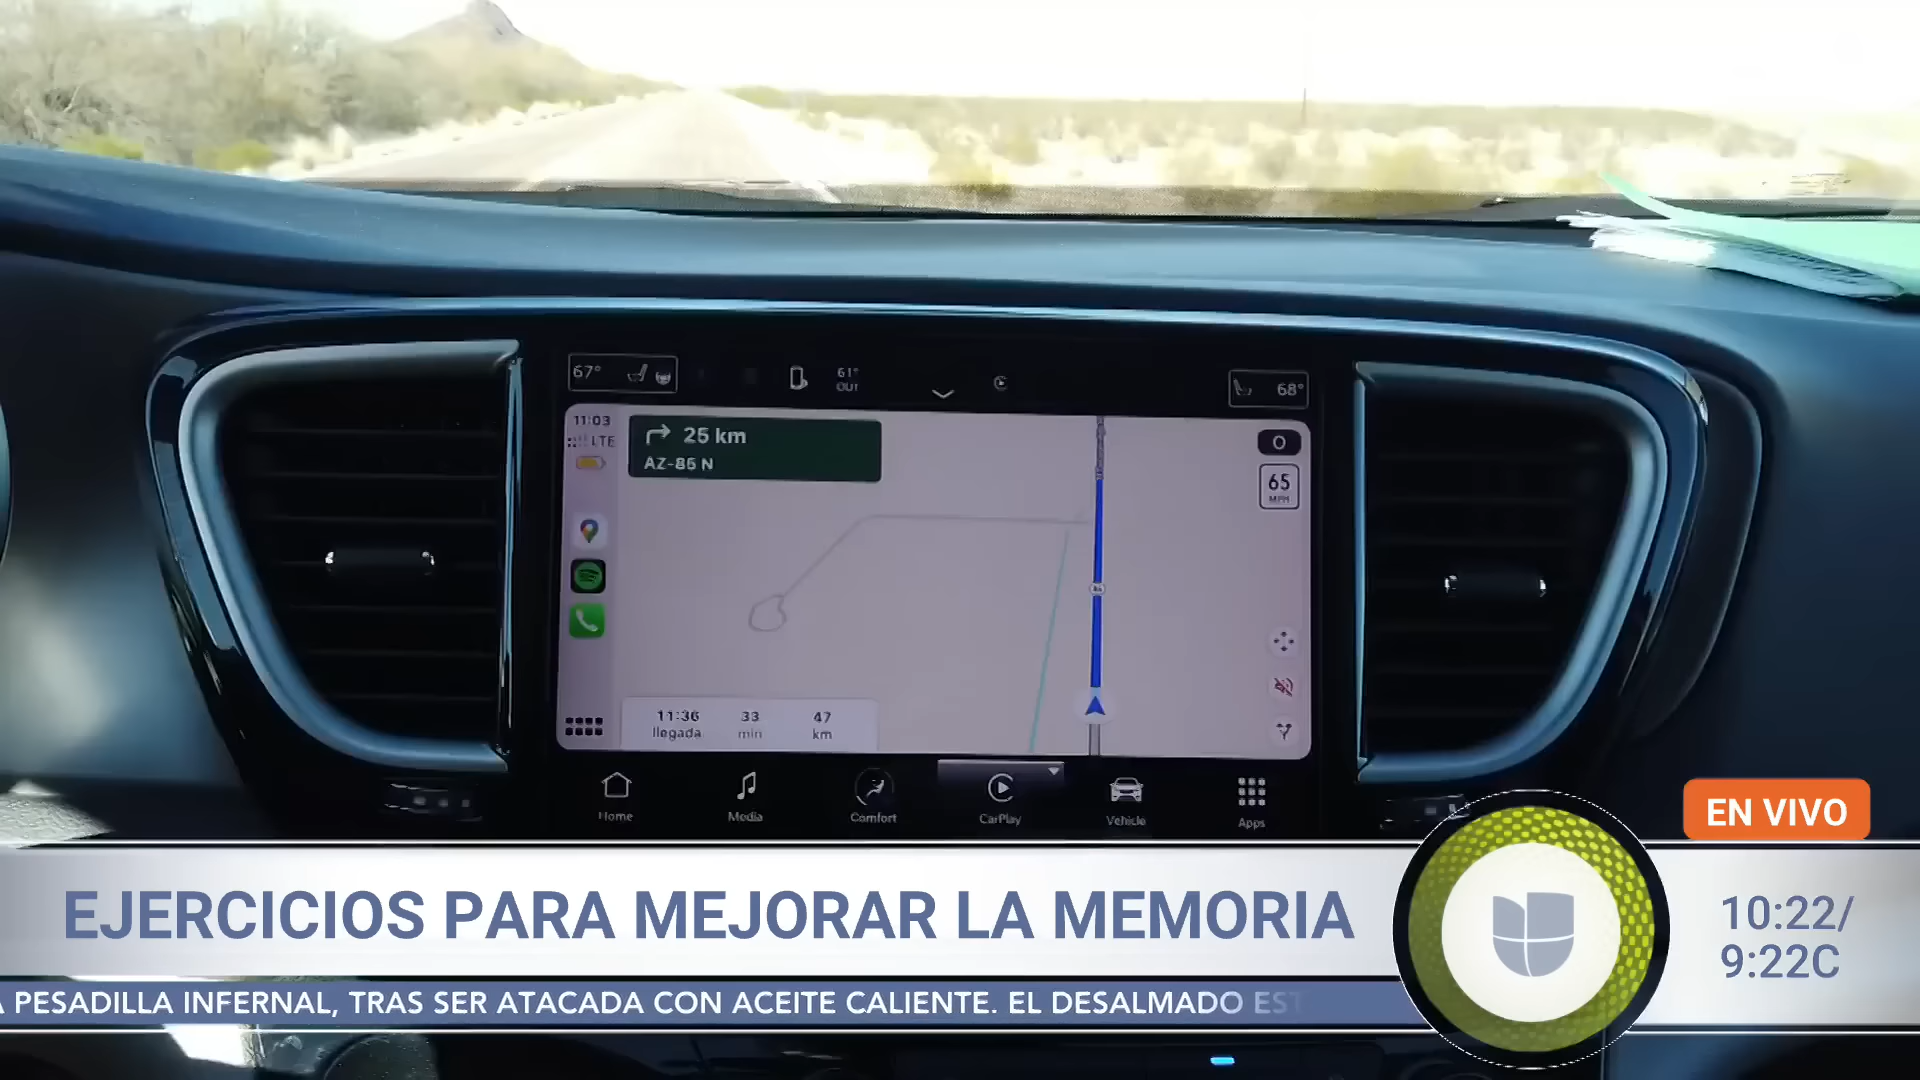 67°
61°
OUT
68°
11:03
LTE
25 km
AZ-85 N
0
65
MPH
11:36 33 47
llegada min km
Home Media Comfort CarPlay Vehicle Apps
EN VIVO
EJERCICIOS PARA MEJORAR LA MEMORIA
10:22/
9:22C
A PESADILLA INFERNAL, TRAS SER ATACADA CON ACEITE CALIENTE. EL DESALMADO EST